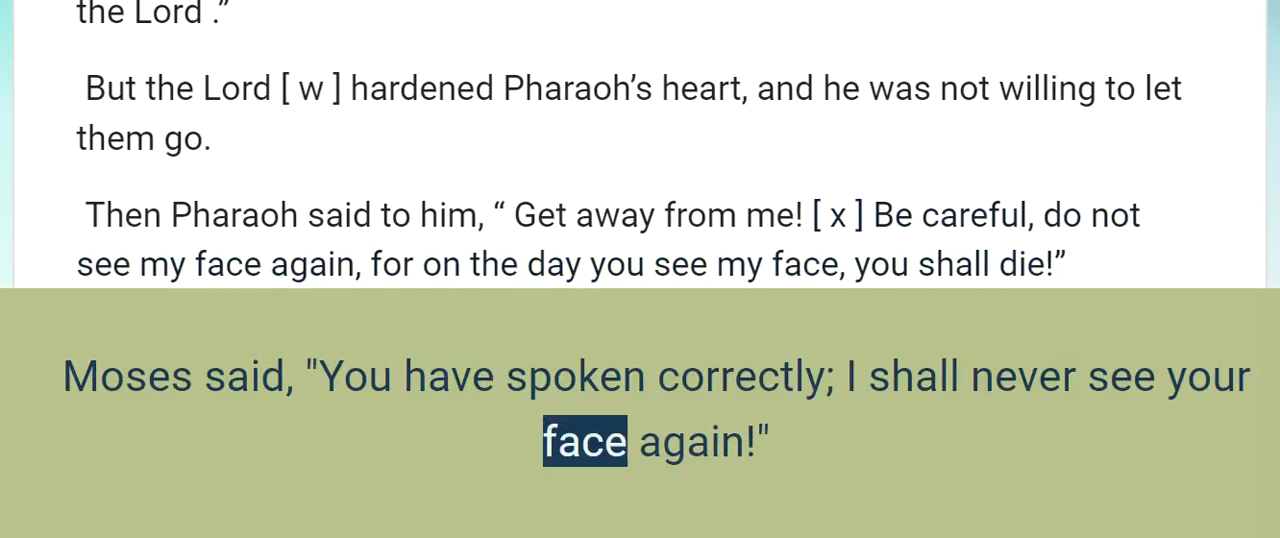 the Lord .”
But the Lord [ w ] hardened Pharaoh’s heart, and he was not willing to let
them go.
Then Pharaoh said to him, “ Get away from me! [ x ] Be careful, do not
see my face again, for on the day you see my face, you shall die!”
Moses said, "You have spoken correctly; I shall never see your
face again!"